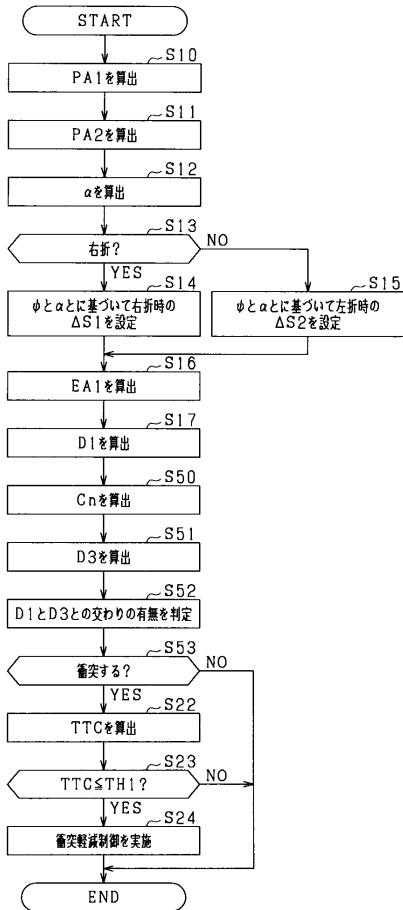 START
S10
PA1を算出
S11
PA2を算出
S12
αを算出
S13
右折?
NO
YES
S14
S15
φとαとに基づいて右折時の
ΔS1を設定
φとαとに基づいて左折時の
ΔS2を設定
S16
EA1を算出
S17
D1を算出
S50
Cnを算出
S51
D3を算出
S52
D1とD3との交わりの有無を判定
S53
衝突する?
NO
YES
S22
TTCを算出
S23
TTC≦TH1?
NO
YES
S24
衝突軽減制御を実施
END